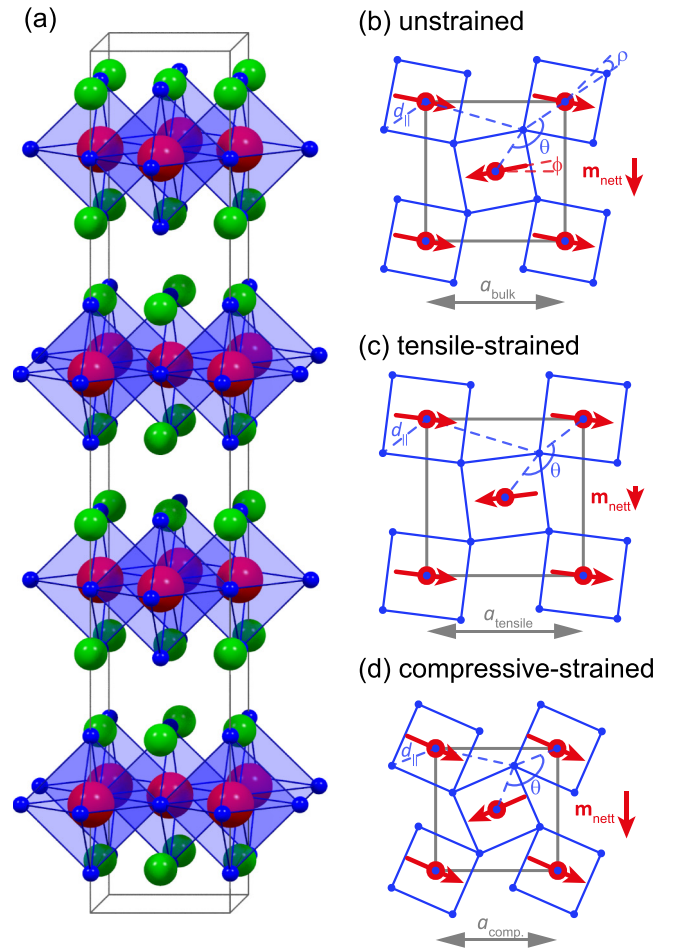 (a)
(b) unstrained
ρ
d||
θ
ϕ
m_nett
a_bulk
(c) tensile-strained
d||
θ
m_nett
a_tensile
(d) compressive-strained
d||
θ
m_nett
a_comp.